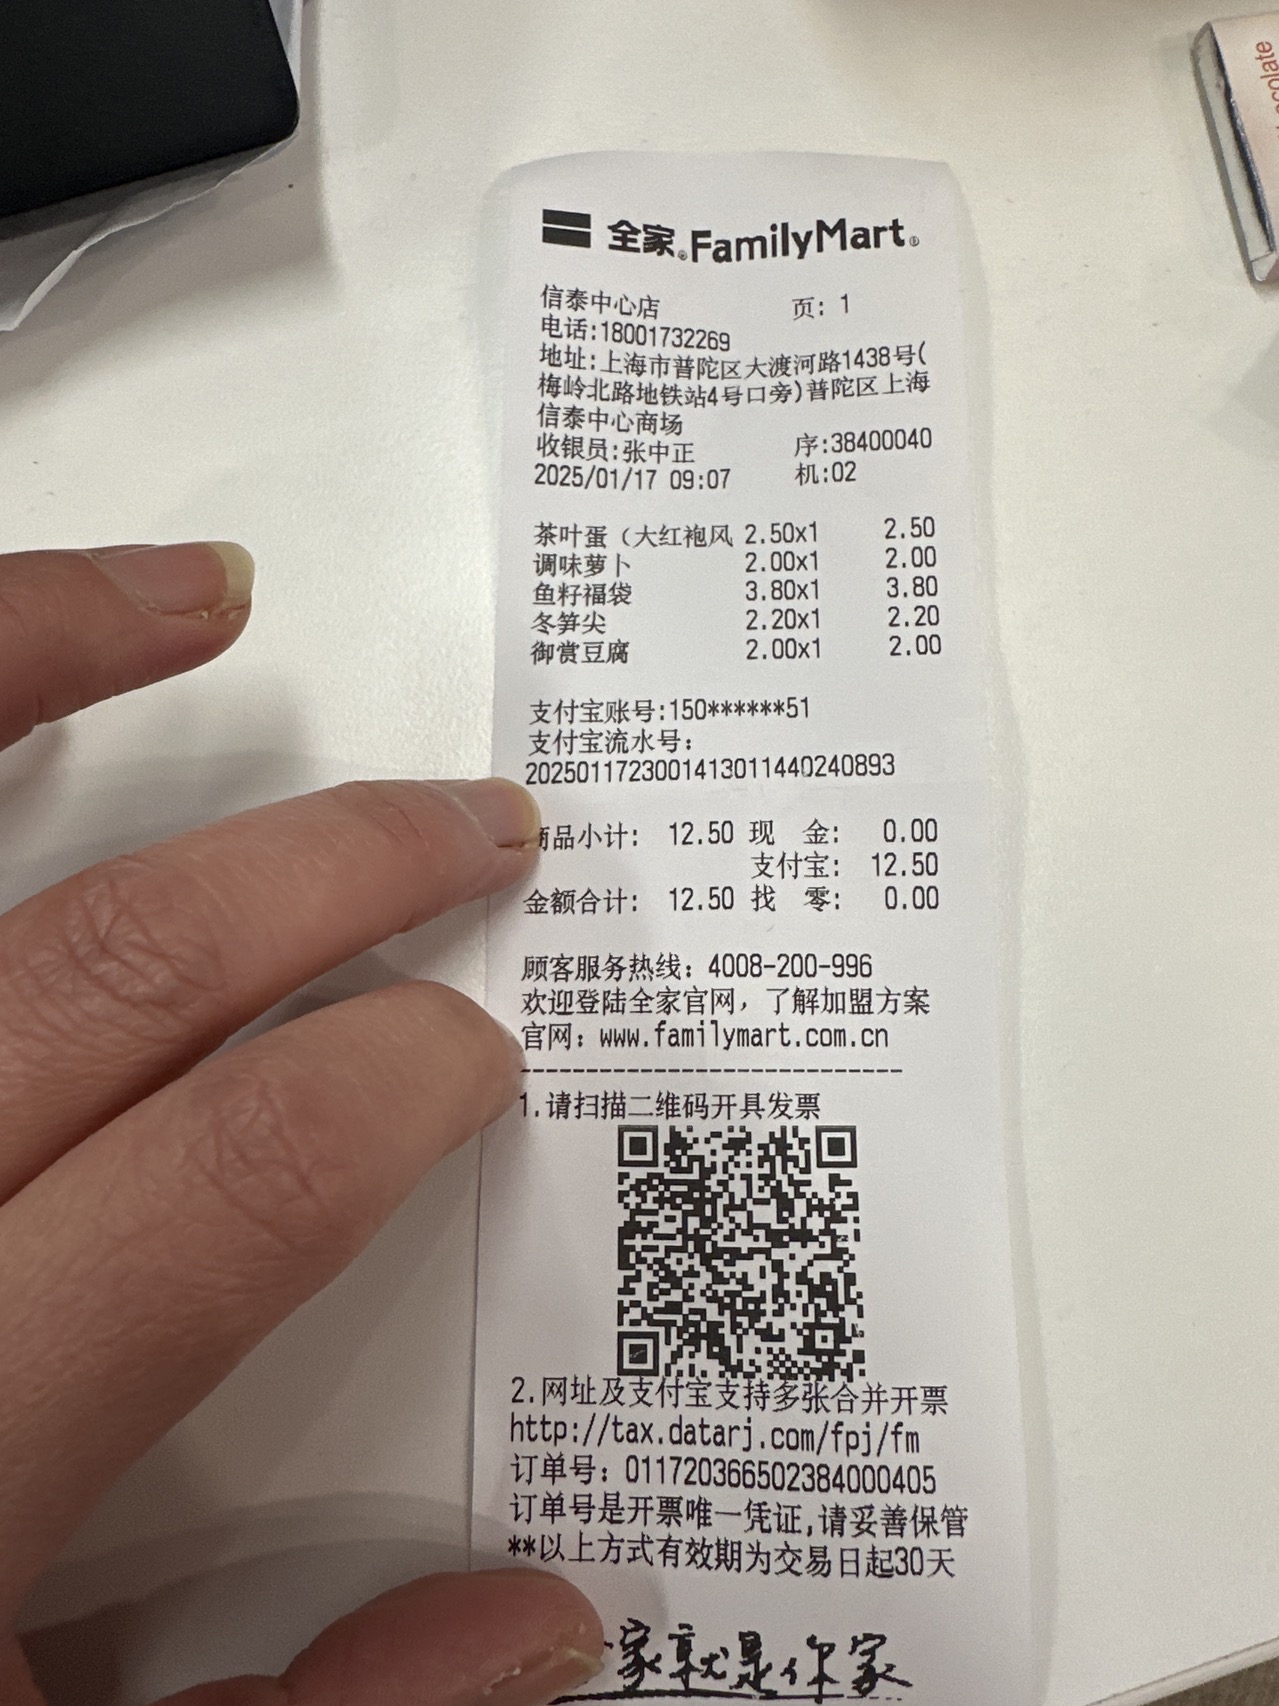 全家®FamilyMart®
信泰中心店 页: 1
电话:18001732269
地址:上海市普陀区大渡河路1438号(
梅岭北路地铁站4号口旁)普陀区上海
信泰中心商场
收银员:张中正 序:38400040
2025/01/17 09:07 机:02
茶叶蛋（大红袍风 2.50x1 2.50
调味萝卜 2.00x1 2.00
鱼籽福袋 3.80x1 3.80
冬笋尖 2.20x1 2.20
御赏豆腐 2.00x1 2.00
支付宝账号:150******51
支付宝流水号:
2025011723001413011440240893
商品小计: 12.50 现 金: 0.00
支付宝: 12.50
金额合计: 12.50 找 零: 0.00
顾客服务热线: 4008-200-996
欢迎登陆全家官网，了解加盟方案
官网: www.familymart.com.cn
1.请扫描二维码开具发票
2.网址及支付宝支持多张合并开票
http://tax.datarj.com/fpj/fm
订单号: 011720366502384000405
订单号是开票唯一凭证,请妥善保管
**以上方式有效期为交易日起30天
家就是你家